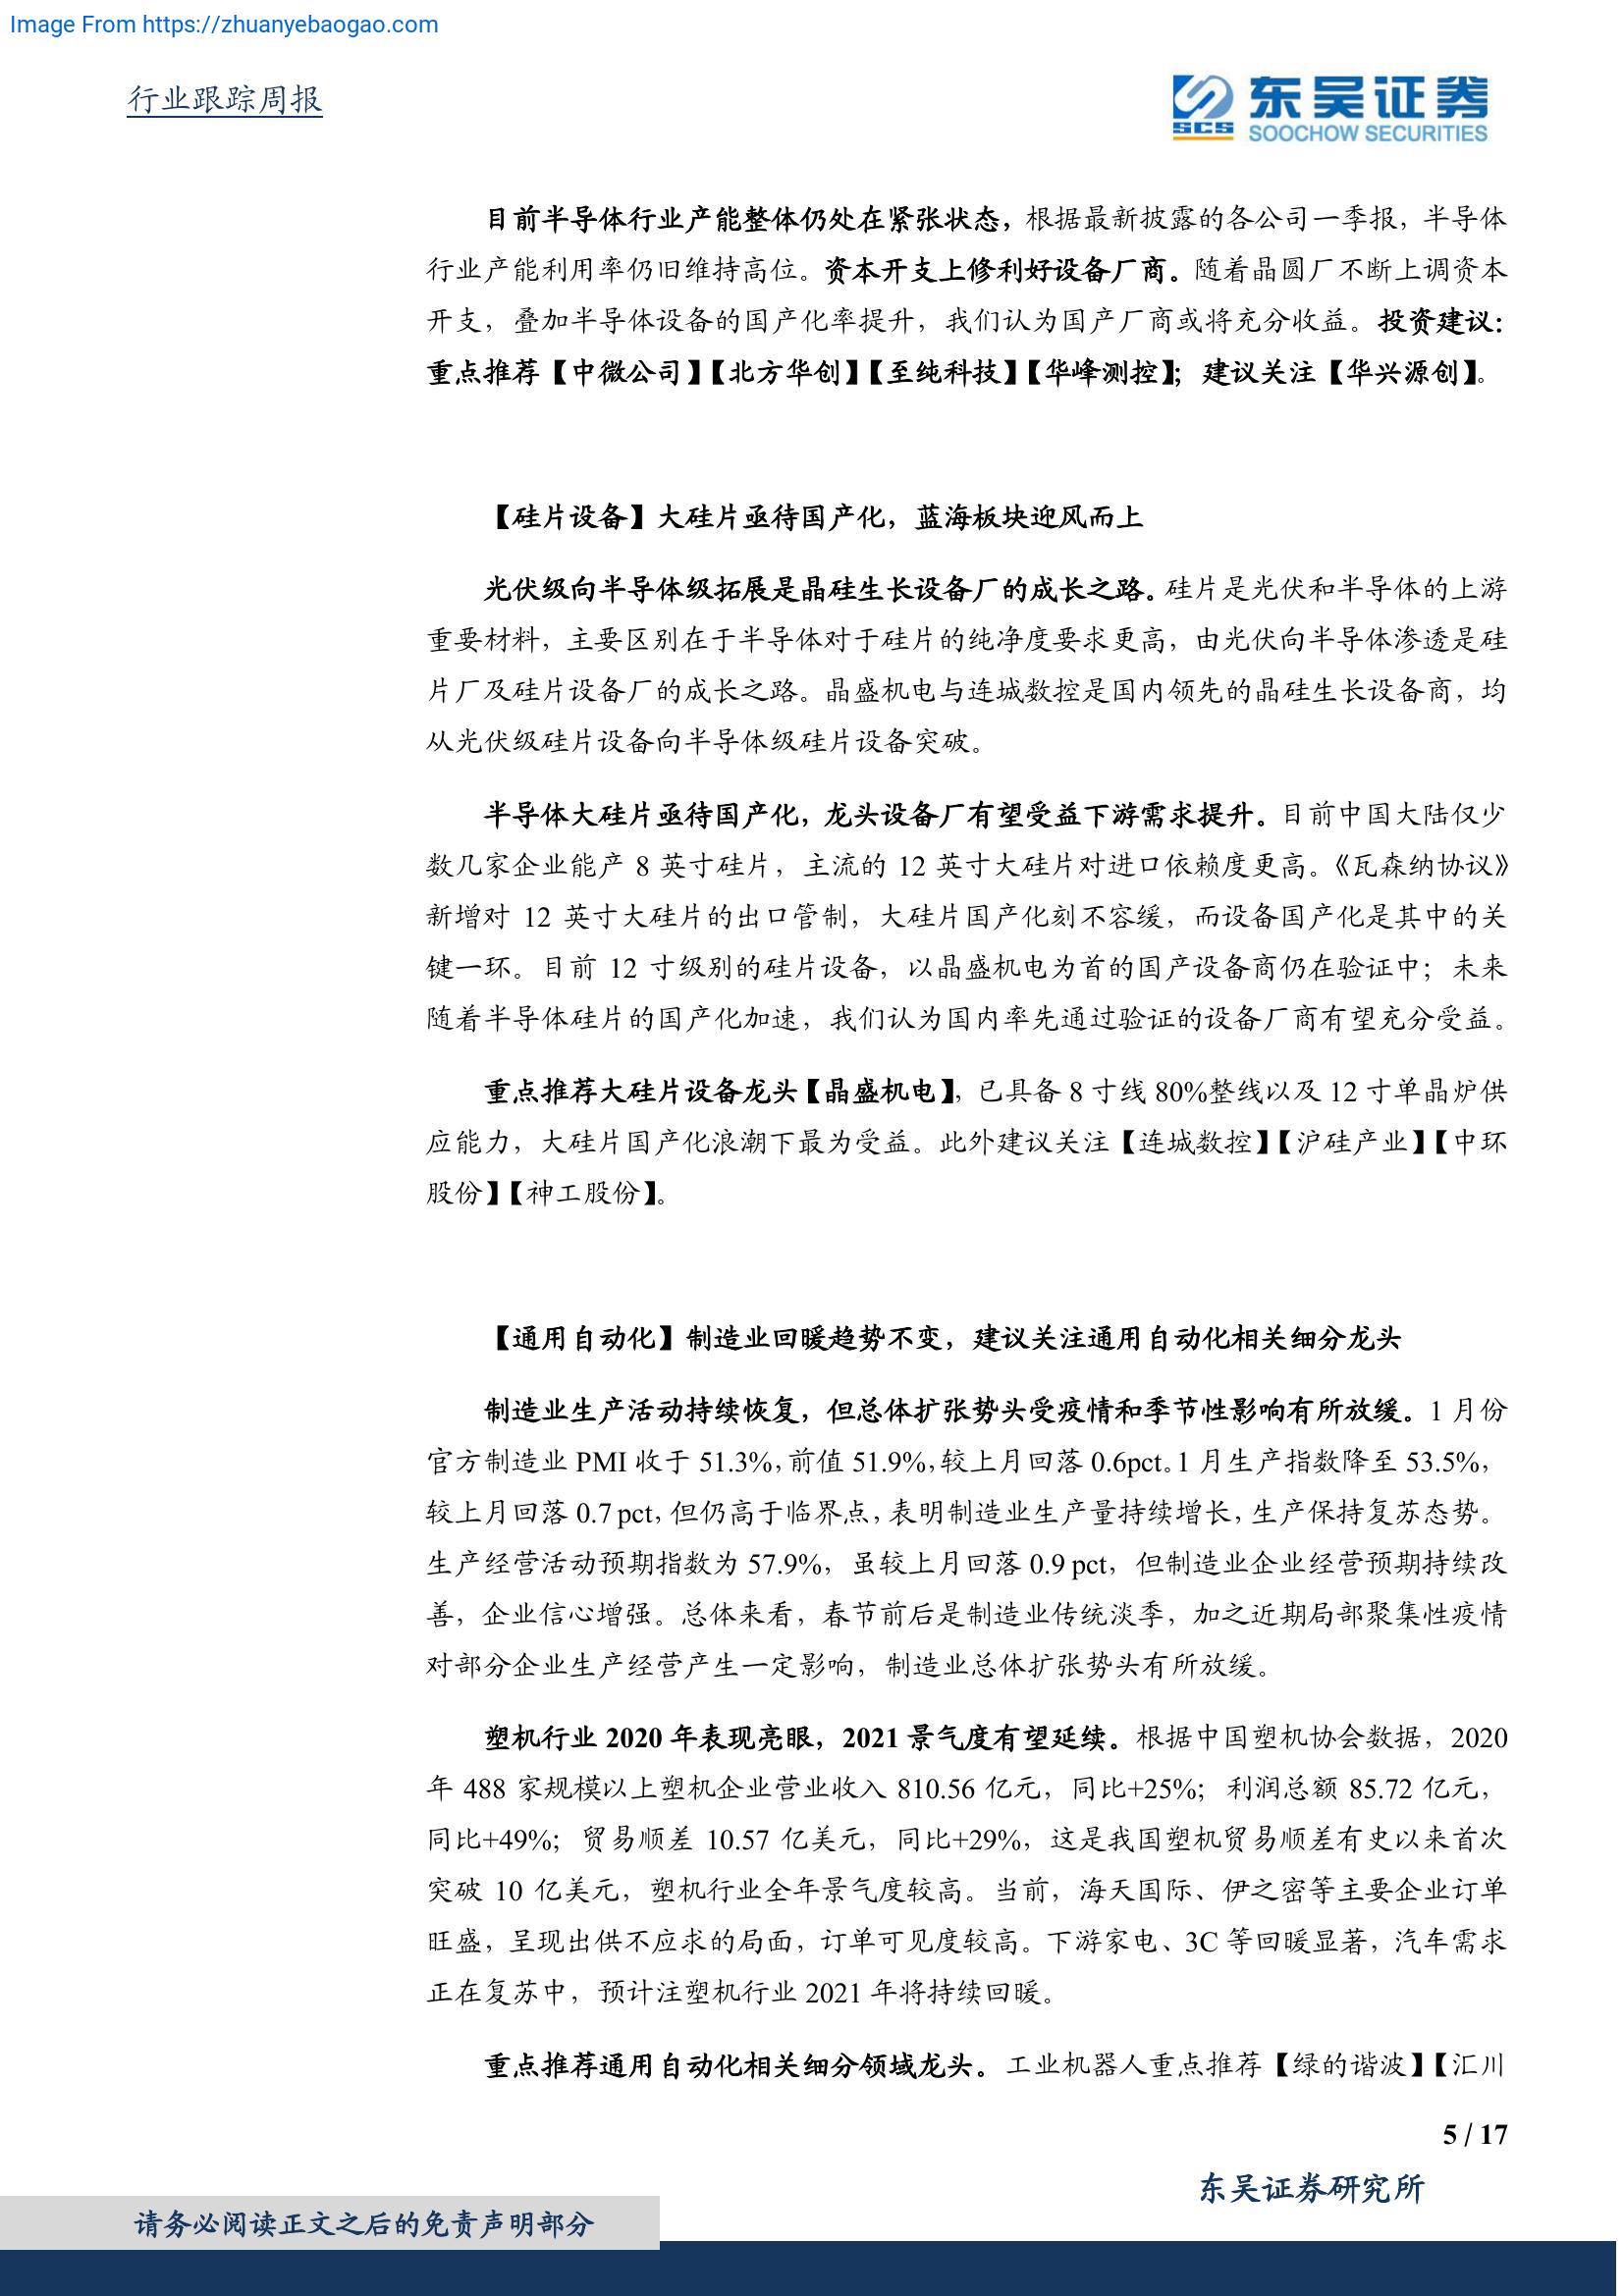 Image From https://zhuanyebaogao.com
行业跟踪周报
SCS
东吴证券
SOOCHOW SECURITIES
目前半导体行业产能整体仍处在紧张状态，根据最新披露的各公司一季报，半导体
行业产能利用率仍旧维持高位。资本开支上修利好设备厂商。随着晶圆厂不断上调资本
开支，叠加半导体设备的国产化率提升，我们认为国产厂商或将充分收益。投资建议：
重点推荐【中微公司】【北方华创】【至纯科技】【华峰测控】；建议关注【华兴源创】。
【硅片设备】大硅片亟待国产化，蓝海板块迎风而上
光伏级向半导体级拓展是晶硅生长设备厂的成长之路。硅片是光伏和半导体的上游
重要材料，主要区别在于半导体对于硅片的纯净度要求更高，由光伏向半导体渗透是硅
片厂及硅片设备厂的成长之路。晶盛机电与连城数控是国内领先的晶硅生长设备商，均
从光伏级硅片设备向半导体级硅片设备突破。
半导体大硅片亟待国产化，龙头设备厂有望受益下游需求提升。目前中国大陆仅少
数几家企业能产 8 英寸硅片，主流的 12 英寸大硅片对进口依赖度更高。《瓦森纳协议》
新增对 12 英寸大硅片的出口管制，大硅片国产化刻不容缓，而设备国产化是其中的关
键一环。目前 12 寸级别的硅片设备，以晶盛机电为首的国产设备商仍在验证中；未来
随着半导体硅片的国产化加速，我们认为国内率先通过验证的设备厂商有望充分受益。
重点推荐大硅片设备龙头【晶盛机电】，已具备 8 寸线 80%整线以及 12 寸单晶炉供
应能力，大硅片国产化浪潮下最为受益。此外建议关注【连城数控】【沪硅产业】【中环
股份】【神工股份】。
【通用自动化】制造业回暖趋势不变，建议关注通用自动化相关细分龙头
制造业生产活动持续恢复，但总体扩张势头受疫情和季节性影响有所放缓。1 月份
官方制造业 PMI 收于 51.3%，前值 51.9%，较上月回落 0.6pct。1 月生产指数降至 53.5%，
较上月回落 0.7 pct，但仍高于临界点，表明制造业生产量持续增长，生产保持复苏态势。
生产经营活动预期指数为 57.9%，虽较上月回落 0.9 pct，但制造业企业经营预期持续改
善，企业信心增强。总体来看，春节前后是制造业传统淡季，加之近期局部聚集性疫情
对部分企业生产经营产生一定影响，制造业总体扩张势头有所放缓。
塑机行业 2020 年表现亮眼，2021 景气度有望延续。根据中国塑机协会数据，2020
年 488 家规模以上塑机企业营业收入 810.56 亿元，同比+25%；利润总额 85.72 亿元，
同比+49%；贸易顺差 10.57 亿美元，同比+29%，这是我国塑机贸易顺差有史以来首次
突破 10 亿美元，塑机行业全年景气度较高。当前，海天国际、伊之密等主要企业订单
旺盛，呈现出供不应求的局面，订单可见度较高。下游家电、3C 等回暖显著，汽车需求
正在复苏中，预计注塑机行业 2021 年将持续回暖。
重点推荐通用自动化相关细分领域龙头。工业机器人重点推荐【绿的谐波】【汇川
5 / 17
东吴证券研究所
请务必阅读正文之后的免责声明部分